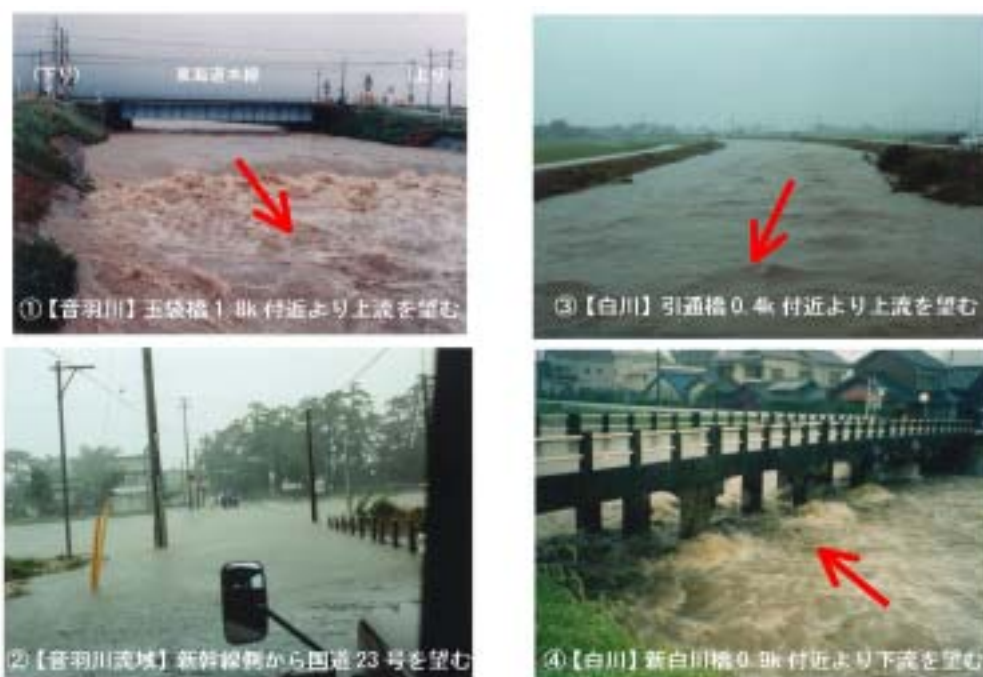 (下り)
東海道本線
(上り)
①【音羽川】玉袋橋1.8k付近より上流を望む
③【白川】引通橋0.4k付近より上流を望む
②【音羽川流域】新幹線側から国道23号を望む
④【白川】新白川橋0.9k付近より下流を望む